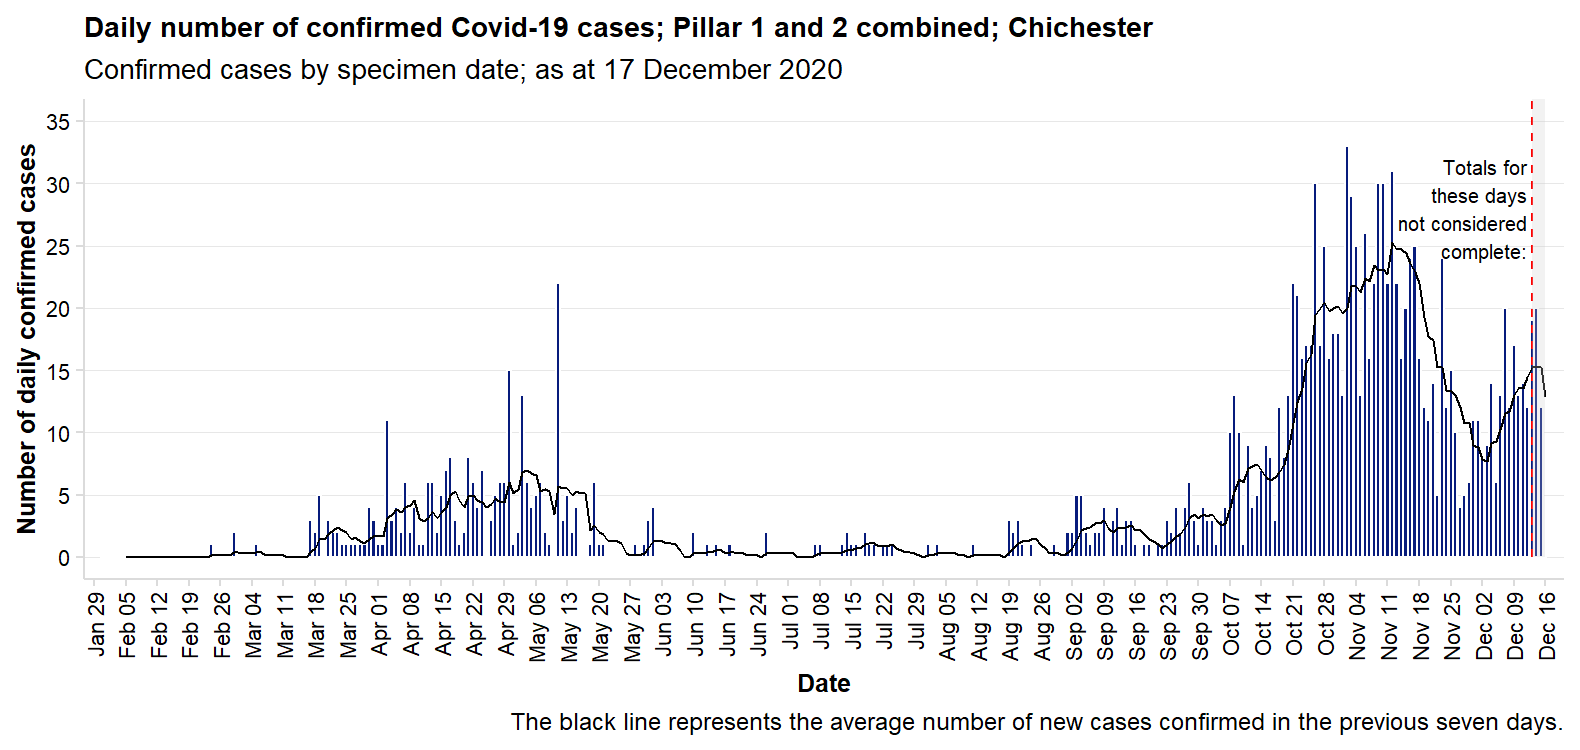 Daily number of confirmed Covid-19 cases; Pillar 1 and 2 combined; Chichester
Confirmed cases by specimen date; as at 17 December 2020
Number of daily confirmed cases
35
30
25
20
15
10
5
0
Totals for
these days
not considered
complete:
Jan 29
Feb 05
Feb 12
Feb 19
Feb 26
Mar 04
Mar 11
Mar 18
Mar 25
Apr 01
Apr 08
Apr 15
Apr 22
Apr 29
May 06
May 13
May 20
May 27
Jun 03
Jun 10
Jun 17
Jun 24
Jul 01
Jul 08
Jul 15
Jul 22
Jul 29
Aug 05
Aug 12
Aug 19
Aug 26
Sep 02
Sep 09
Sep 16
Sep 23
Sep 30
Oct 07
Oct 14
Oct 21
Oct 28
Nov 04
Nov 11
Nov 18
Nov 25
Dec 02
Dec 09
Dec 16
Date
The black line represents the average number of new cases confirmed in the previous seven days.